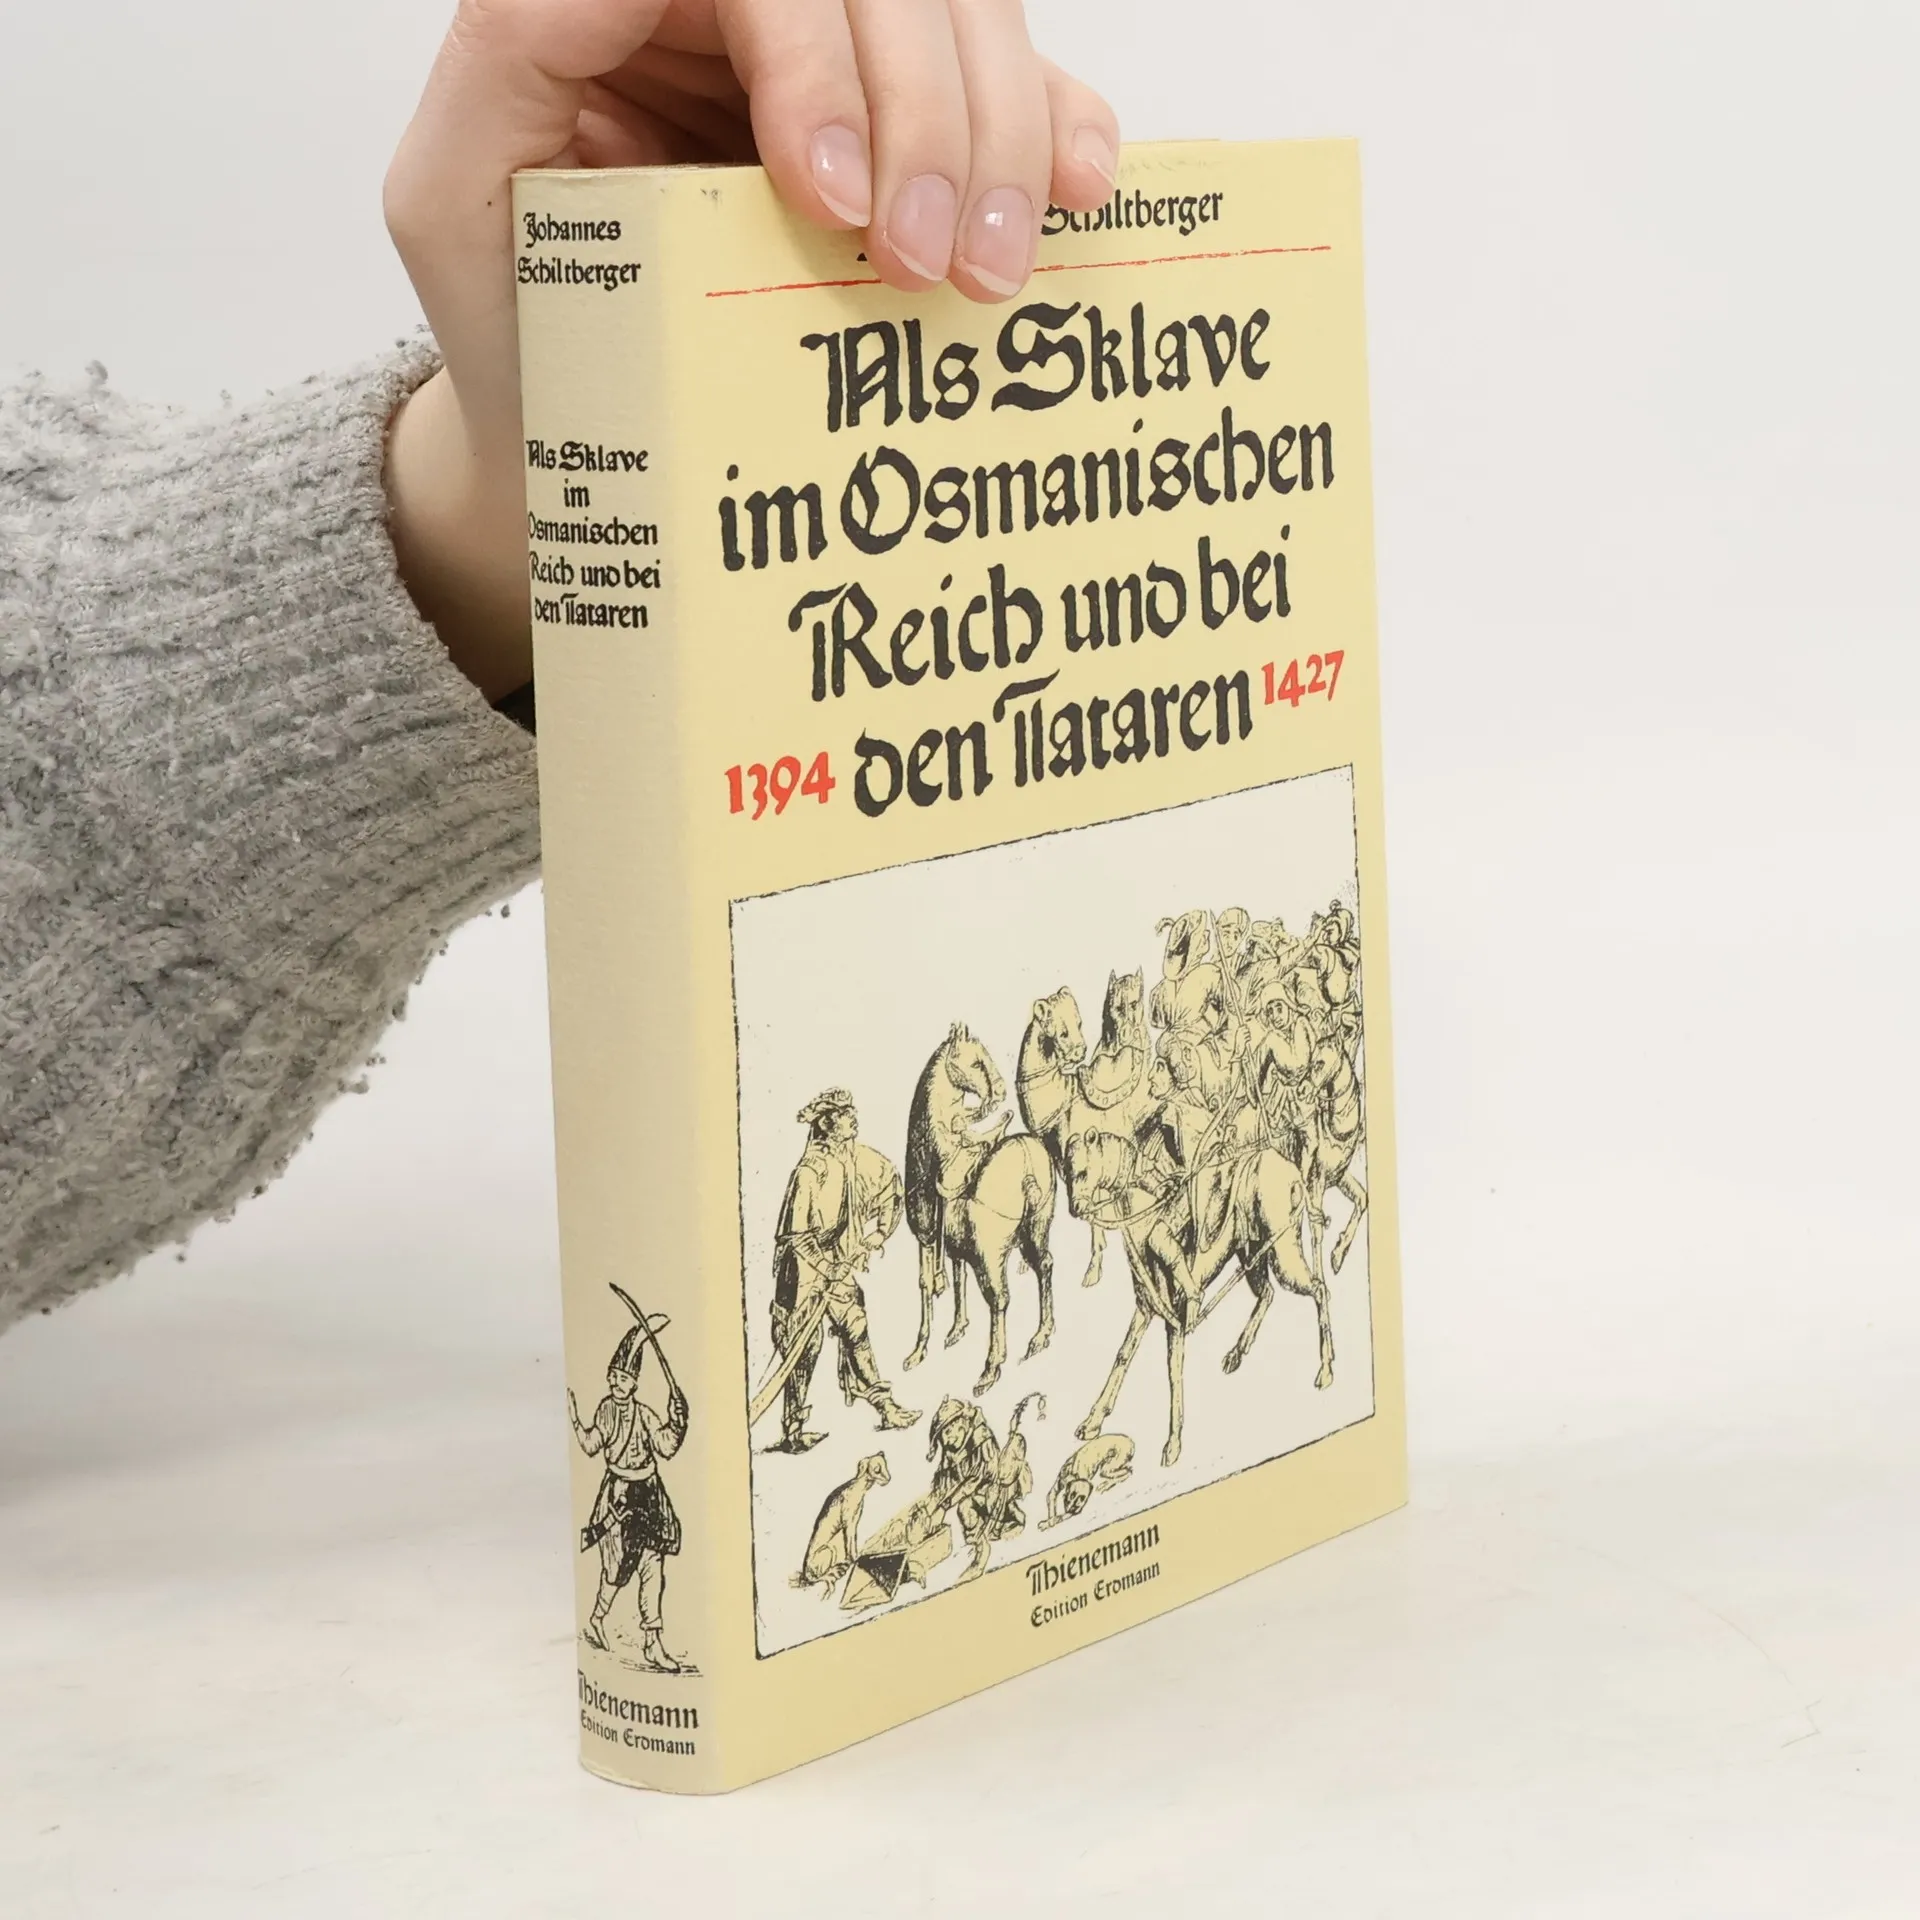 Johannes
Schiltberger
Als Sklave
im
Osmanischen
Reich und bei
den Tataren
Thienemann
Edition Erdmann
Schiltberger
Als Sklave
im Osmanischen
Reich und bei
1394 den Tataren 1427
Thienemann
Edition Erdmann